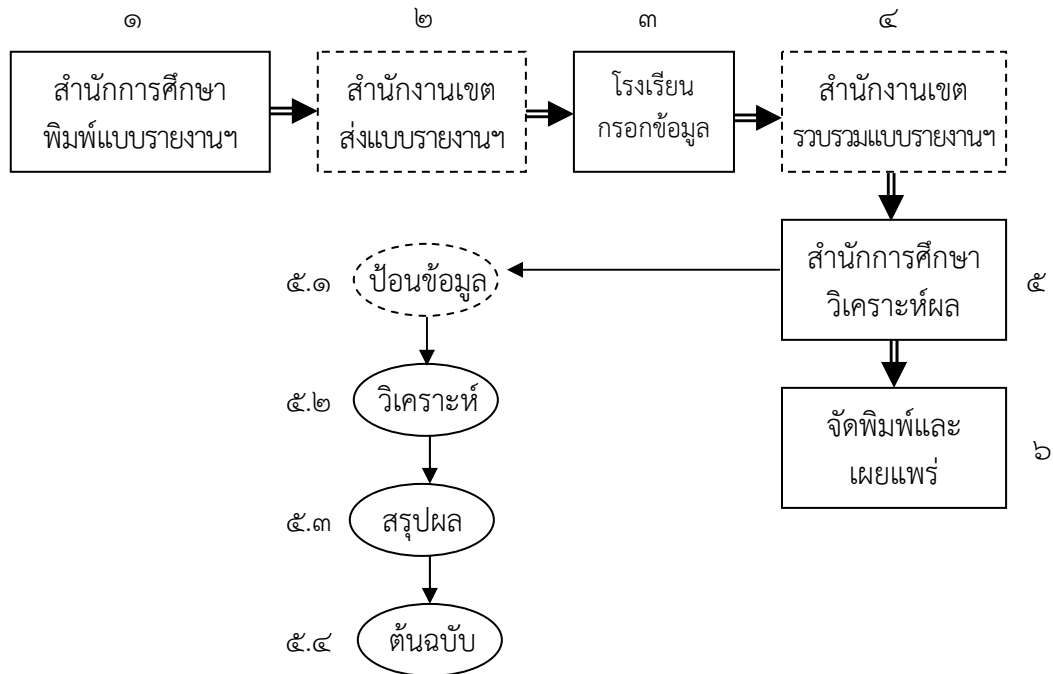 ๑ ๒ ๓ ๔
สำนักการศึกษา
พิมพ์แบบรายงานฯ
สำนักงานเขต
ส่งแบบรายงานฯ
โรงเรียน
กรอกข้อมูล
สำนักงานเขต
รวบรวมแบบรายงานฯ
สำนักการศึกษา
วิเคราะห์ผล
๕
๕.๑ ป้อนข้อมูล
๕.๒ วิเคราะห์
๕.๓ สรุปผล
๕.๔ ต้นฉบับ
จัดพิมพ์และ
เผยแพร่
๖